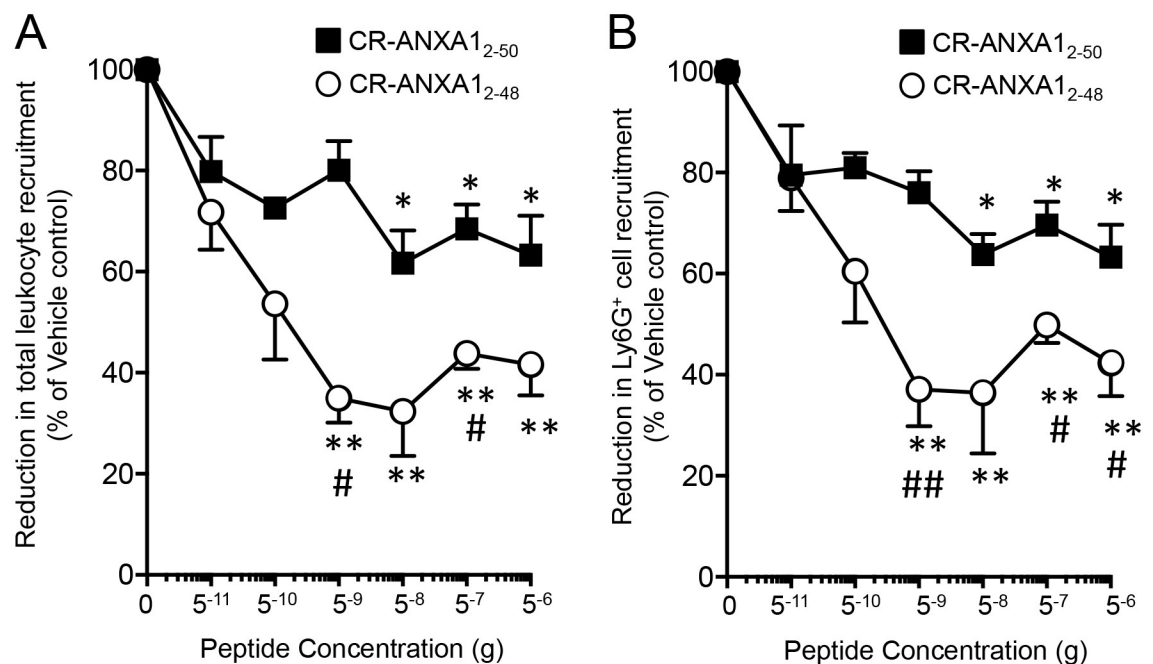 A
CR-ANXA1₂₋₅₀
CR-ANXA1₂₋₄₈
Reduction in total leukocyte recruitment
(% of Vehicle control)
100
80
60
40
20
0
* * *
** **
** **
# #
0 5⁻¹¹ 5⁻¹⁰ 5⁻⁹ 5⁻⁸ 5⁻⁷ 5⁻⁶
Peptide Concentration (g)
B
CR-ANXA1₂₋₅₀
CR-ANXA1₂₋₄₈
Reduction in Ly6G⁺ cell recruitment
(% of Vehicle control)
100
80
60
40
20
0
* * *
** ** ** **
## # #
0 5⁻¹¹ 5⁻¹⁰ 5⁻⁹ 5⁻⁸ 5⁻⁷ 5⁻⁶
Peptide Concentration (g)